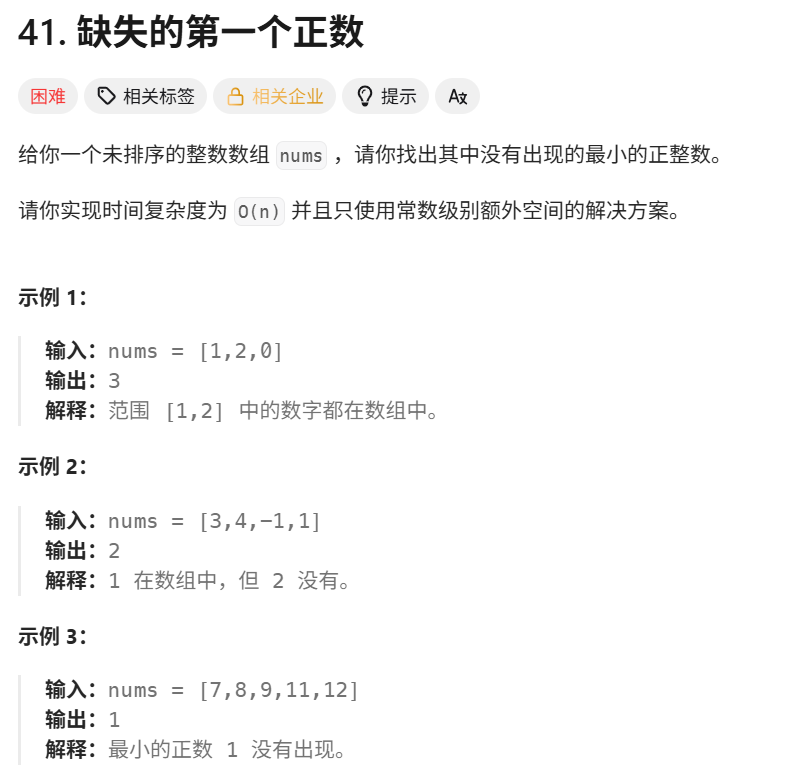 41. 缺失的第一个正数
困难 相关标签 相关企业 提示 A文
给你一个未排序的整数数组 nums ，请你找出其中没有出现的最小的正整数。
请你实现时间复杂度为 O(n) 并且只使用常数级别额外空间的解决方案。
示例 1：
输入：nums = [1,2,0]
输出：3
解释：范围 [1,2] 中的数字都在数组中。
示例 2：
输入：nums = [3,4,-1,1]
输出：2
解释：1 在数组中，但 2 没有。
示例 3：
输入：nums = [7,8,9,11,12]
输出：1
解释：最小的正数 1 没有出现。